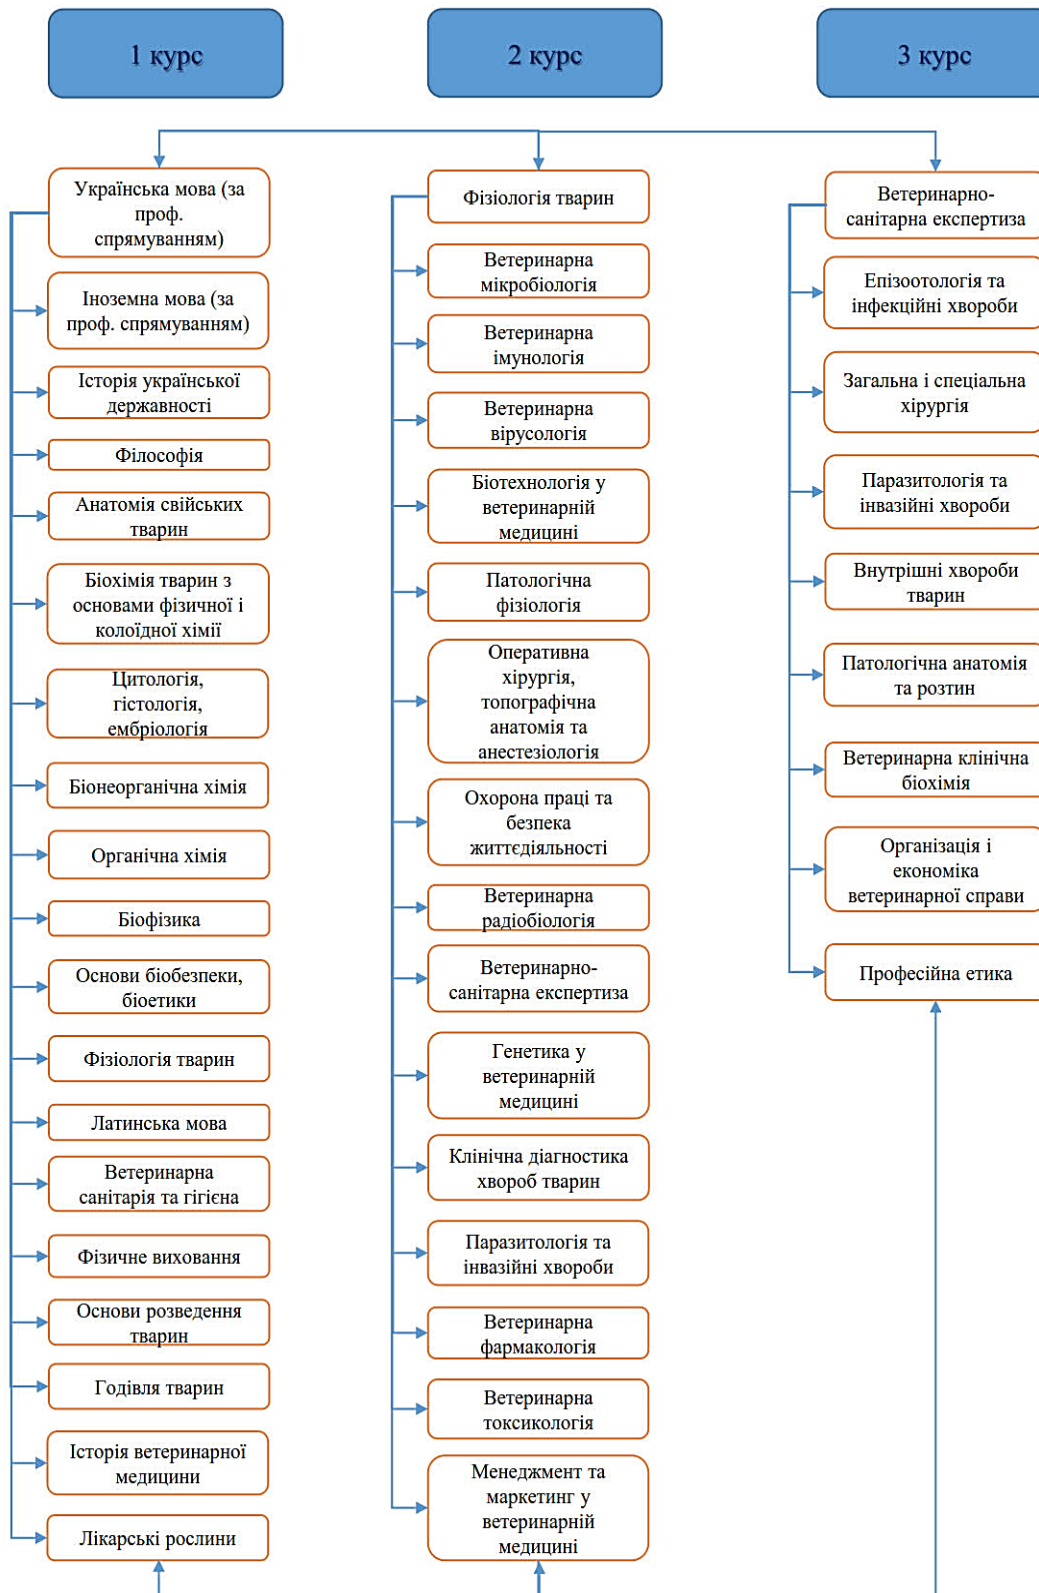 1 курс
2 курс
3 курс
Українська мова (за
проф.
спрямуванням)
Іноземна мова (за
проф. спрямуванням)
Історія української
державності
Філософія
Анатомія свійських
тварин
Біохімія тварин з
основами фізичної і
колоїдної хімії
Цитологія,
гістологія,
ембріологія
Біонеорганічна хімія
Органічна хімія
Біофізика
Основи біобезпеки,
біоетики
Фізіологія тварин
Латинська мова
Ветеринарна
санітарія та гігієна
Фізичне виховання
Основи розведення
тварин
Годівля тварин
Історія ветеринарної
медицини
Лікарські рослини
Фізіологія тварин
Ветеринарна
мікробіологія
Ветеринарна
імунологія
Ветеринарна
вірусологія
Біотехнологія у
ветеринарній
медицині
Патологічна
фізіологія
Оперативна
хірургія,
топографічна
анатомія та
анестезіологія
Охорона праці та
безпека
життєдіяльності
Ветеринарна
радіобіологія
Ветеринарно-
санітарна експертиза
Генетика у
ветеринарній
медицині
Клінічна діагностика
хвороб тварин
Паразитологія та
інвазійні хвороби
Ветеринарна
фармакологія
Ветеринарна
токсикологія
Менеджмент та
маркетинг у
ветеринарній
медицині
Ветеринарно-
санітарна експертиза
Епізоотологія та
інфекційні хвороби
Загальна і спеціальна
хірургія
Паразитологія та
інвазійні хвороби
Внутрішні хвороби
тварин
Патологічна анатомія
та розтин
Ветеринарна клінічна
біохімія
Організація і
економіка
ветеринарної справи
Професійна етика